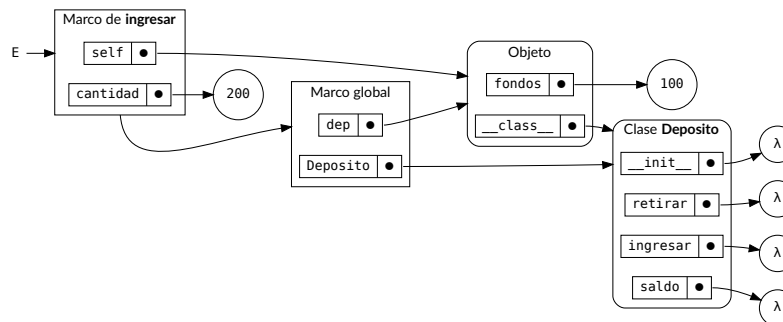 Marco de ingresar
E
self
cantidad
200
Marco global
dep
Deposito
Objeto
fondos
100
__class__
Clase Deposito
__init__
λ
retirar
λ
ingresar
λ
saldo
λ